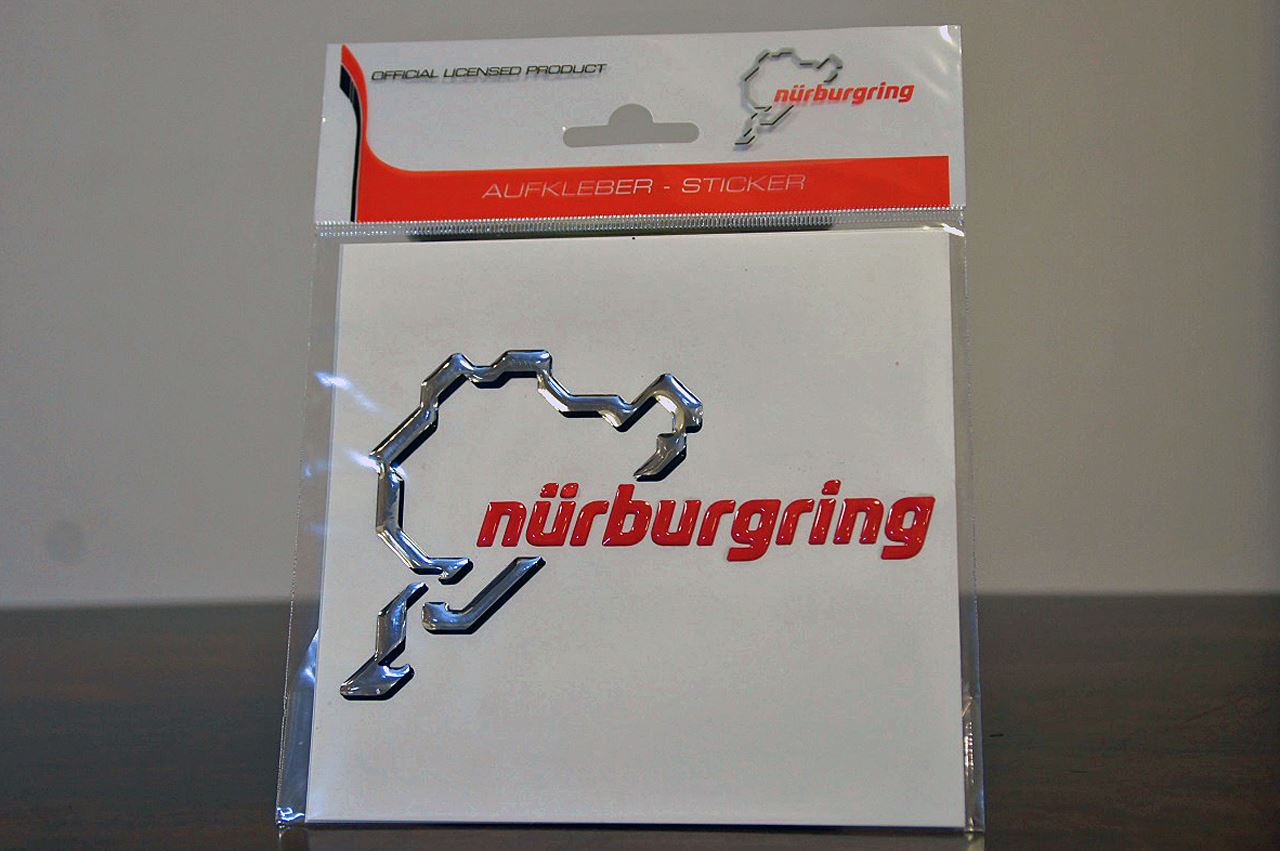 OFFICIAL LICENSED PRODUCT
nürburgring
AUFKLEBER - STICKER
nürburgring